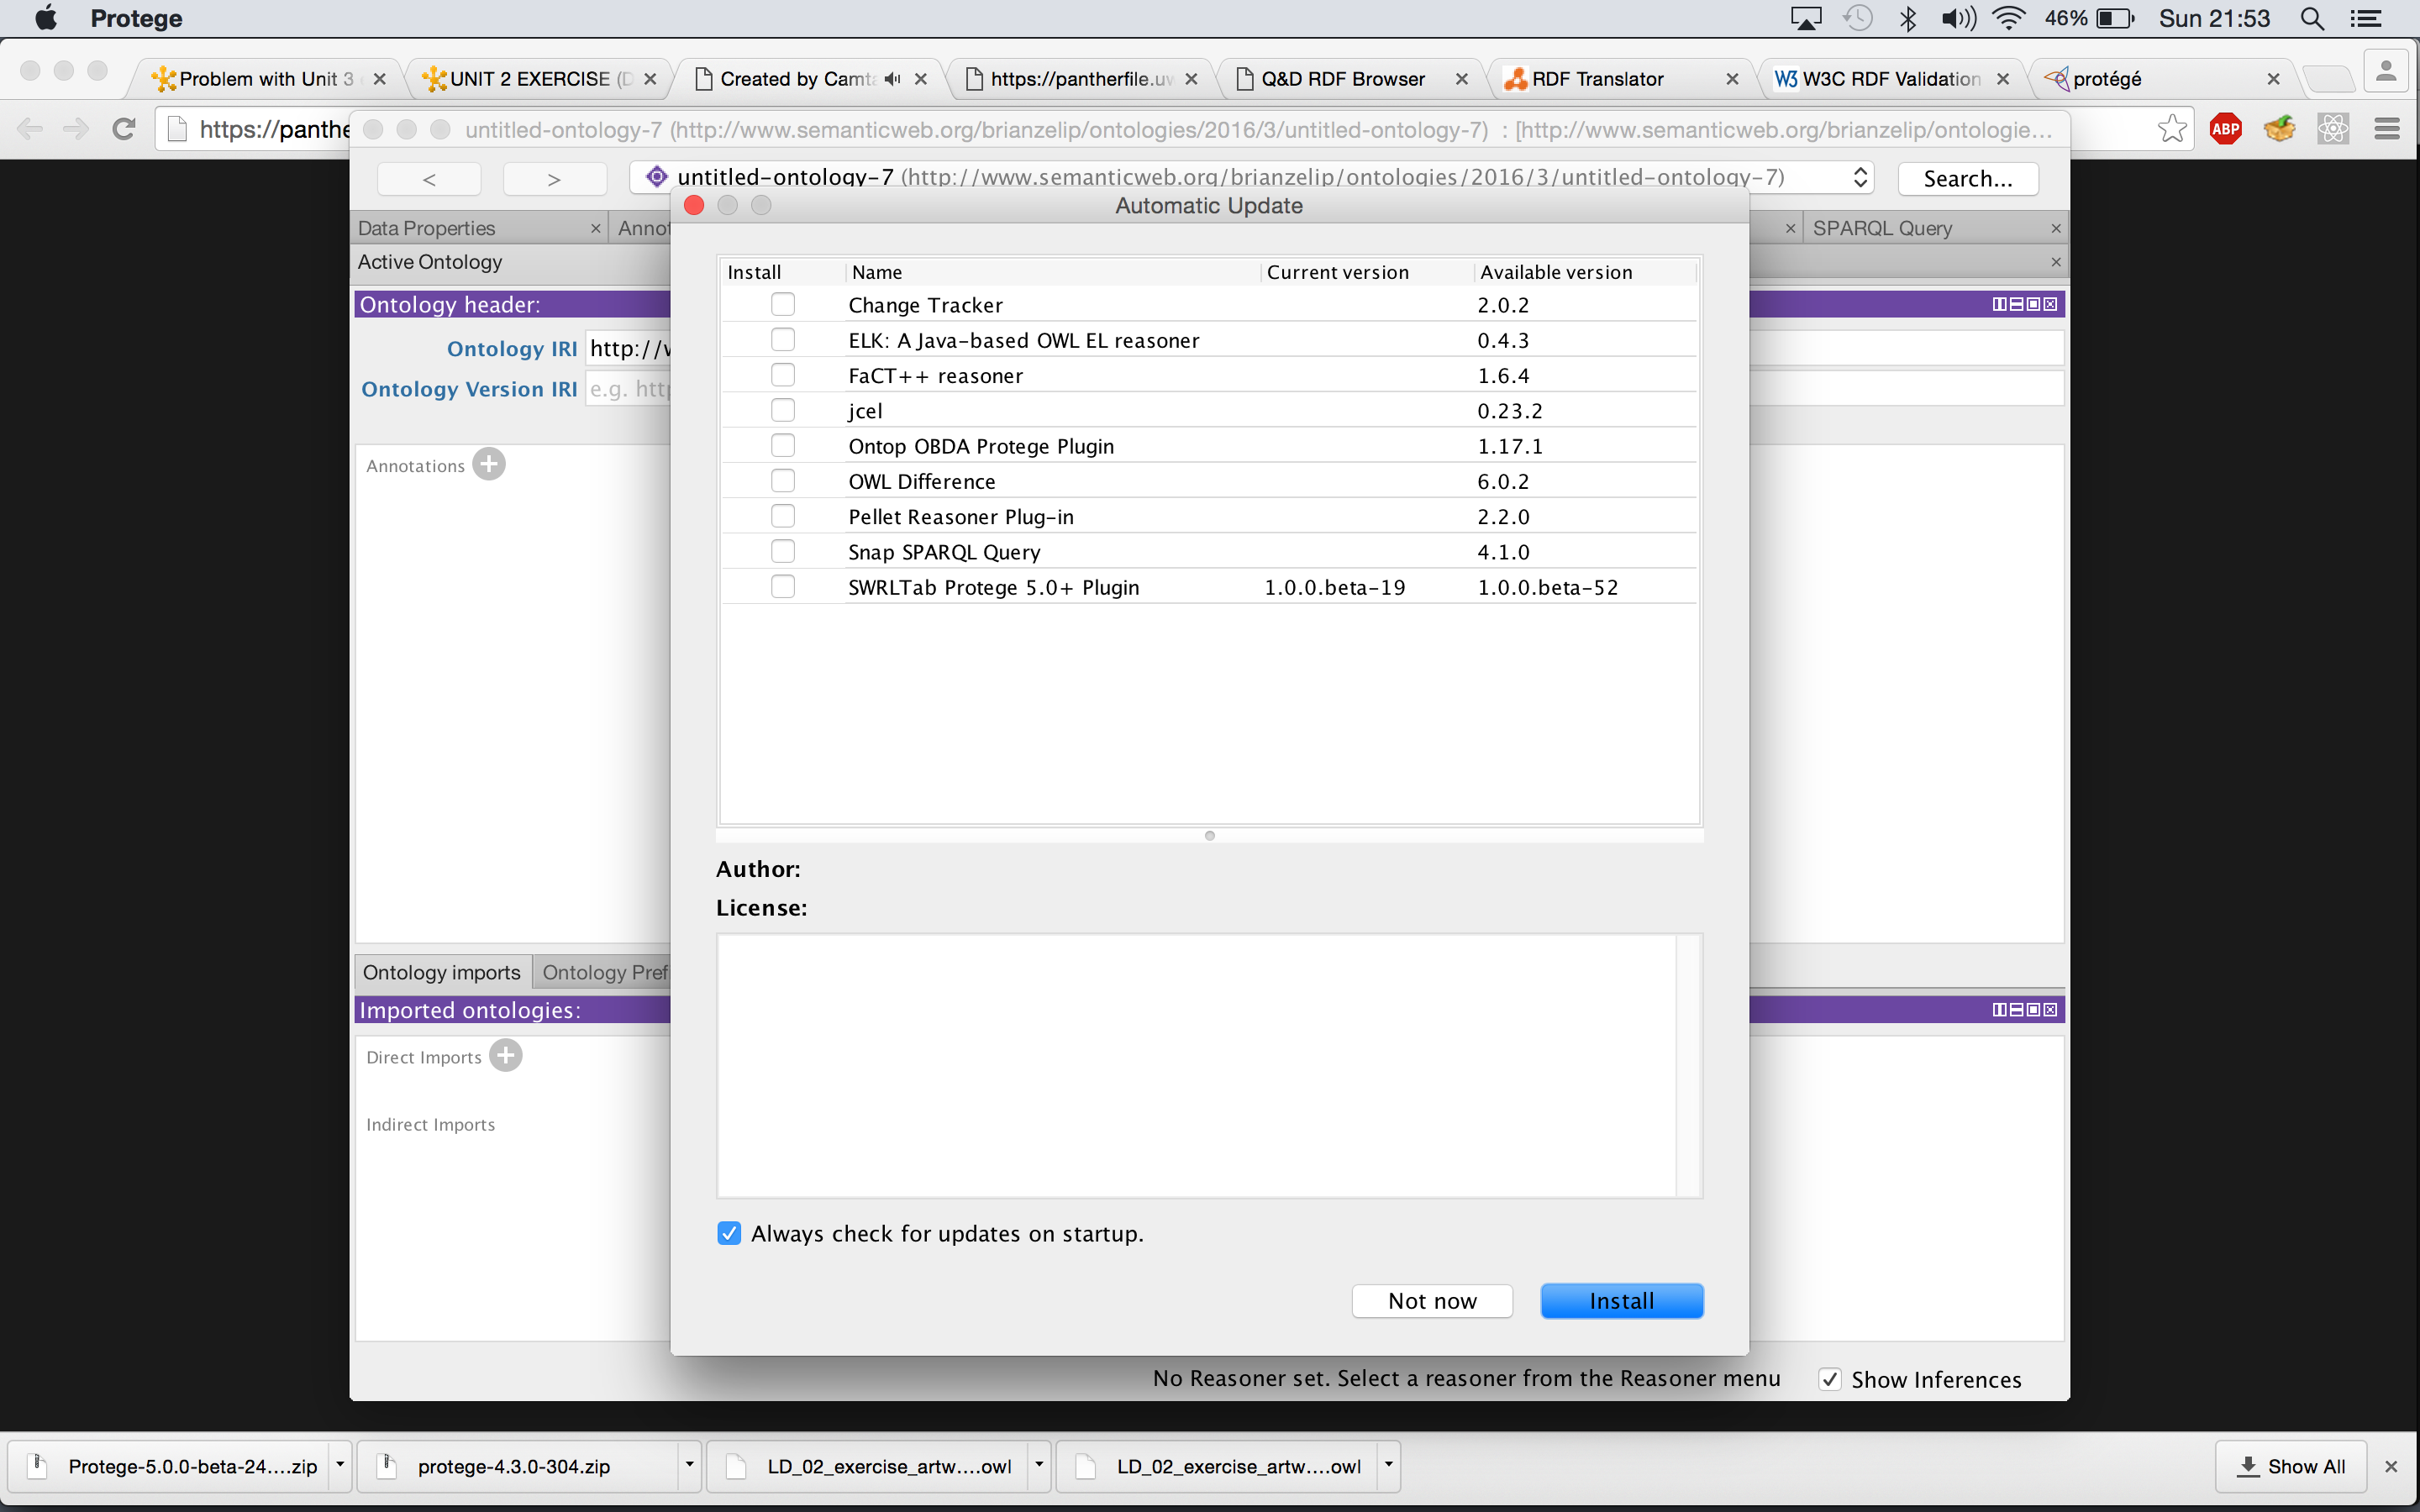 Protege
46%
Sun 21:53
Problem with Unit 3
UNIT 2 EXERCISE (D
Created by Camta
https://pantherfile.uw
Q&D RDF Browser
RDF Translator
W3 W3C RDF Validation
protégé
https://panthe
ABP
untitled-ontology-7 (http://www.semanticweb.org/brianzelip/ontologies/2016/3/untitled-ontology-7) : [http://www.semanticweb.org/brianzelip/ontologie...
<
>
untitled-ontology-7 (http://www.semanticweb.org/brianzelip/ontologies/2016/3/untitled-ontology-7)
Search...
Automatic Update
Data Properties
Annot
SPARQL Query
Active Ontology
Ontology header:
Ontology IRI http://w
Ontology Version IRI e.g. http
Annotations
Install Name Current version Available version
Change Tracker 2.0.2
ELK: A Java-based OWL EL reasoner 0.4.3
FaCT++ reasoner 1.6.4
jcel 0.23.2
Ontop OBDA Protege Plugin 1.17.1
OWL Difference 6.0.2
Pellet Reasoner Plug-in 2.2.0
Snap SPARQL Query 4.1.0
SWRLTab Protege 5.0+ Plugin 1.0.0.beta-19 1.0.0.beta-52
Author:
License:
Ontology imports
Ontology Pref
Imported ontologies:
Direct Imports
Indirect Imports
Always check for updates on startup.
Not now
Install
No Reasoner set. Select a reasoner from the Reasoner menu
Show Inferences
Protege-5.0.0-beta-24....zip
protege-4.3.0-304.zip
LD_02_exercise_artw....owl
LD_02_exercise_artw....owl
Show All